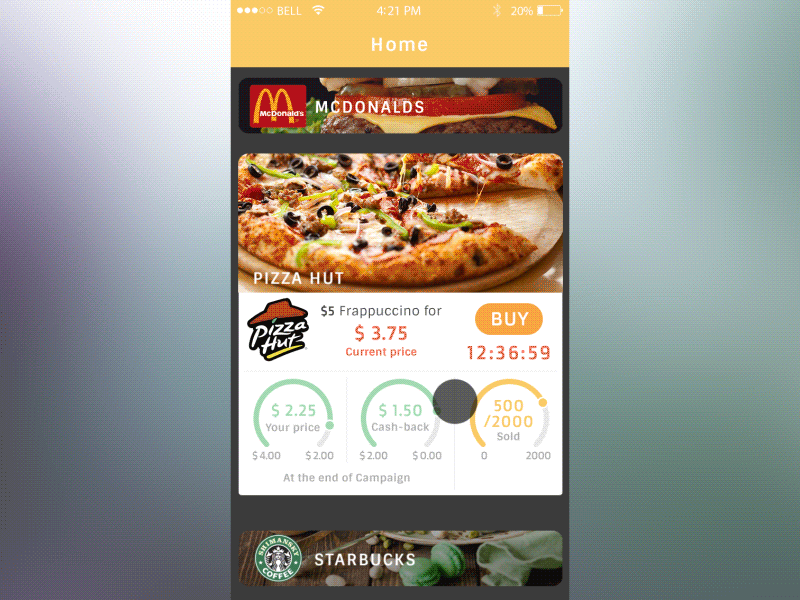 BELL 4:21 PM 20%
Home
McDonald's
MCDONALDS
PIZZA HUT
Pizza Hut
$5 Frappuccino for
$ 3.75
Current price
BUY
12:36:59
$ 2.25
Your price
$4.00 $2.00
$ 1.50
Cash-back
$2.00 $0.00
500
/2000
Sold
0 2000
At the end of Campaign
SHIMANSKY
COFFEE
STARBUCKS